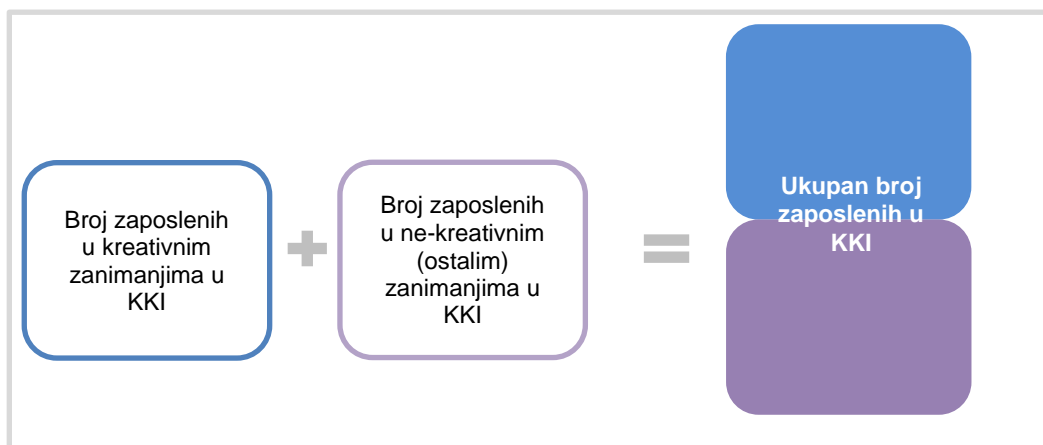 Broj zaposlenih
u kreativnim
zanimanjima u
KKI
+
Broj zaposlenih
u ne-kreativnim
(ostalim)
zanimanjima u
KKI
=
Ukupan broj
zaposlenih u
KKI